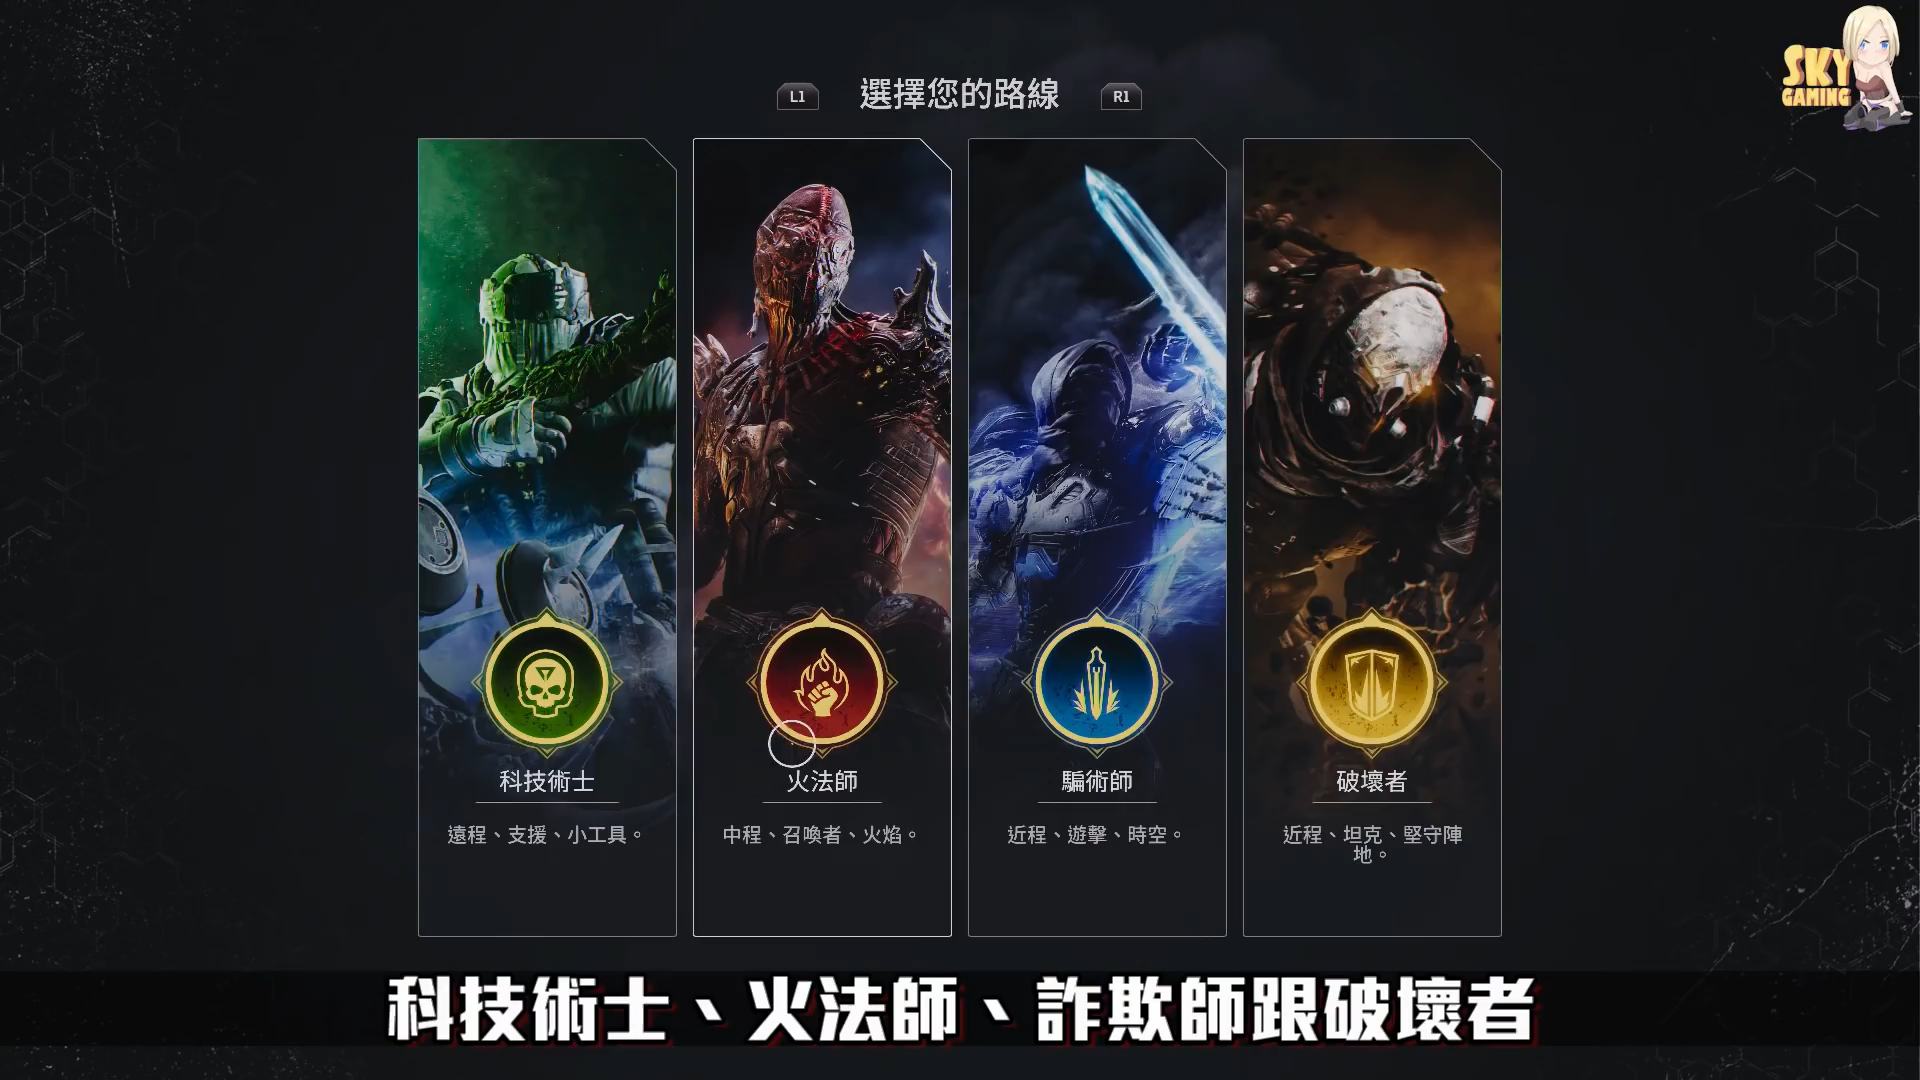 SKY
GAMING
L1
選擇您的路線
R1
科技術士
遠程、支援、小工具。
火法師
中程、召喚者、火焰。
騙術師
近程、遊擊、時空。
破壞者
近程、坦克、堅守陣
地。
科技術士、火法師、詐欺師跟破壞者